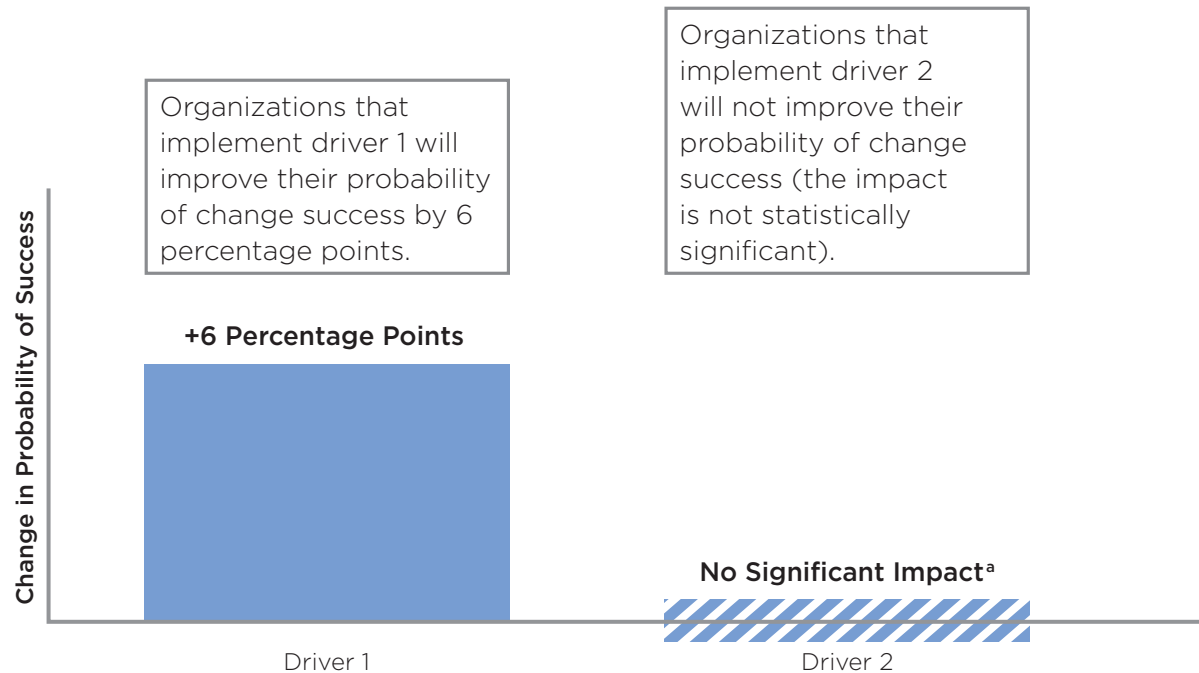 Organizations that
implement driver 1 will
improve their probability
of change success by 6
percentage points.
Organizations that
implement driver 2
will not improve their
probability of change
success (the impact
is not statistically
significant).
Change in Probability of Success
+6 Percentage Points
No Significant Impactᵃ
Driver 1
Driver 2